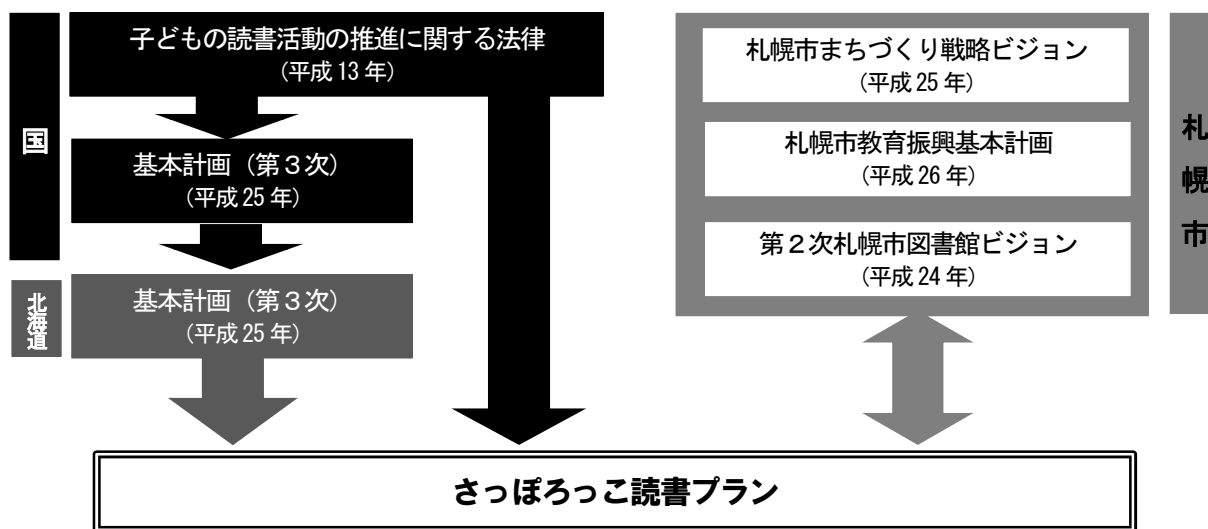 国
子どもの読書活動の推進に関する法律
(平成13年)
基本計画（第３次）
(平成25年)
北海道
基本計画（第３次）
(平成25年)
札幌市まちづくり戦略ビジョン
(平成25年)
札幌市教育振興基本計画
(平成26年)
第２次札幌市図書館ビジョン
(平成24年)
札幌市
さっぽろっこ読書プラン